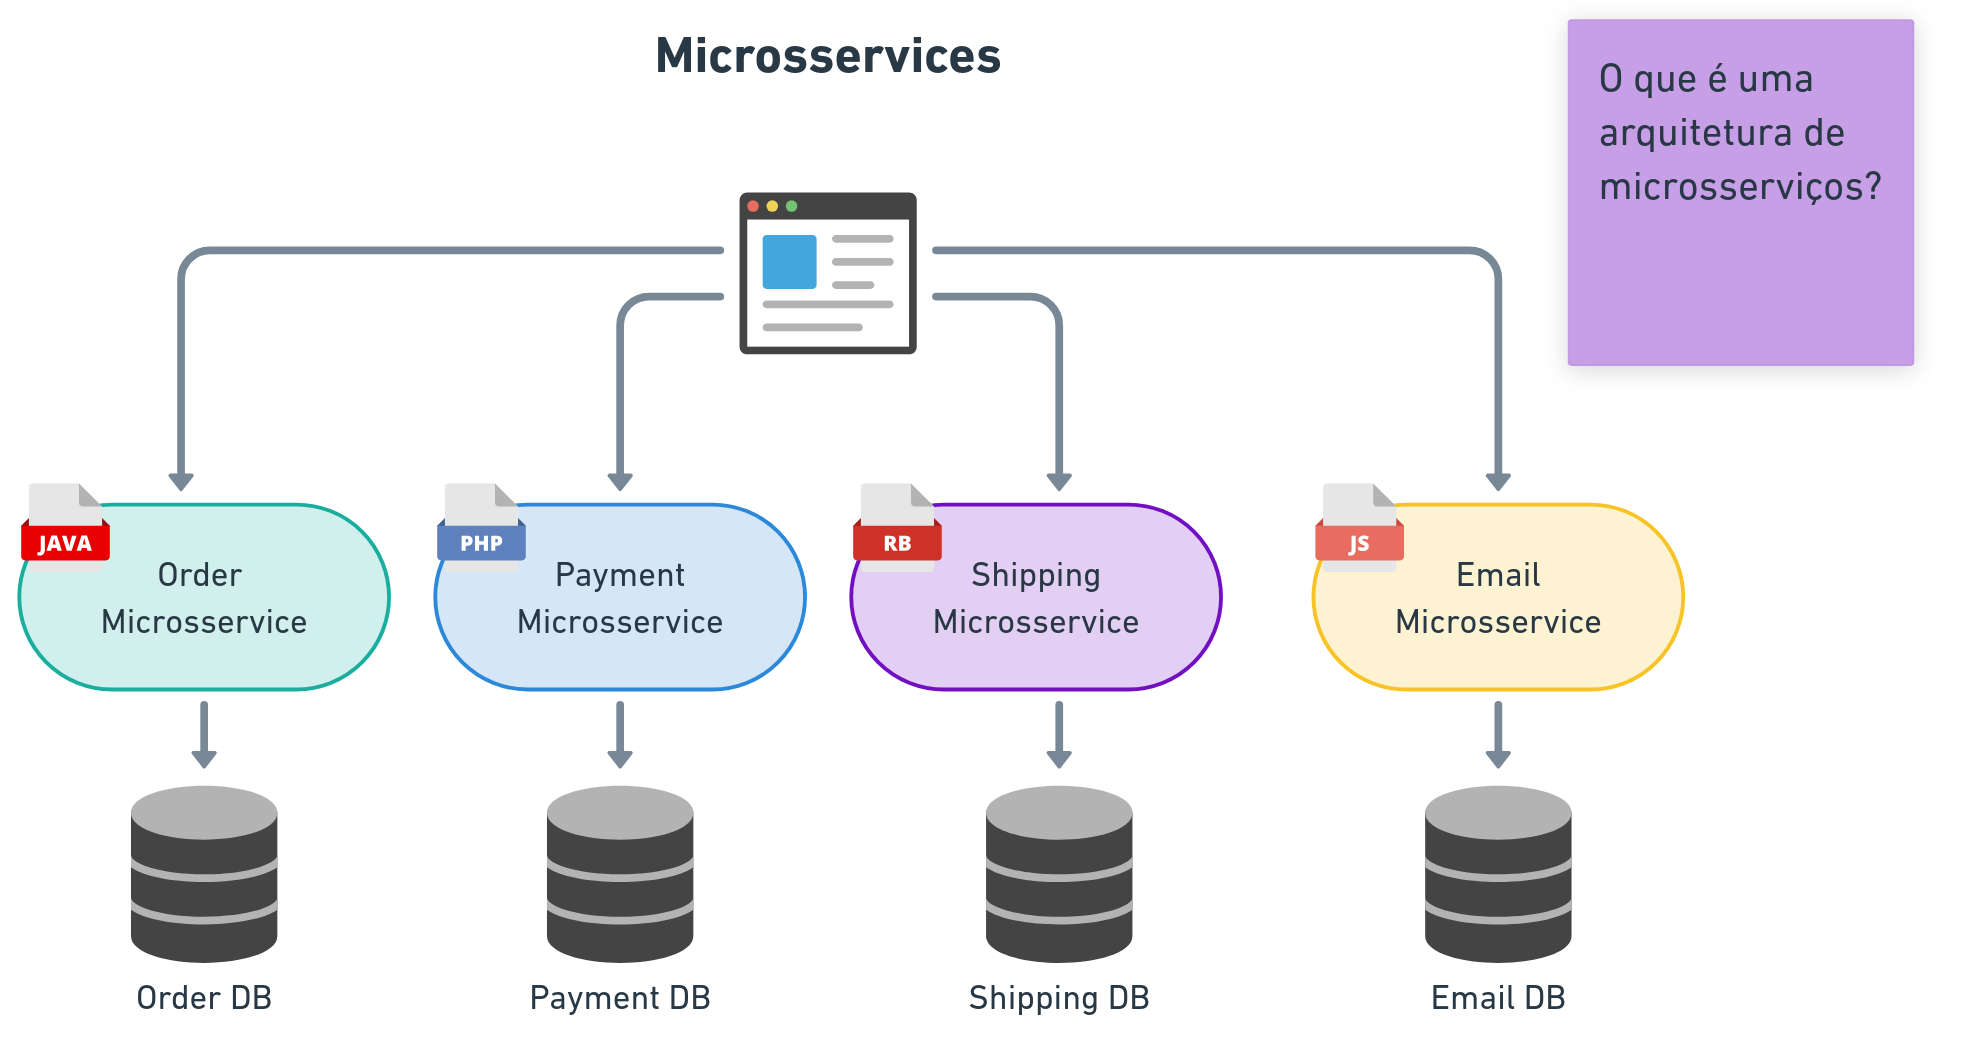 Microsservices
O que é uma
arquitetura de
microsserviços?
JAVA
Order
Microsservice
PHP
Payment
Microsservice
RB
Shipping
Microsservice
JS
Email
Microsservice
Order DB
Payment DB
Shipping DB
Email DB